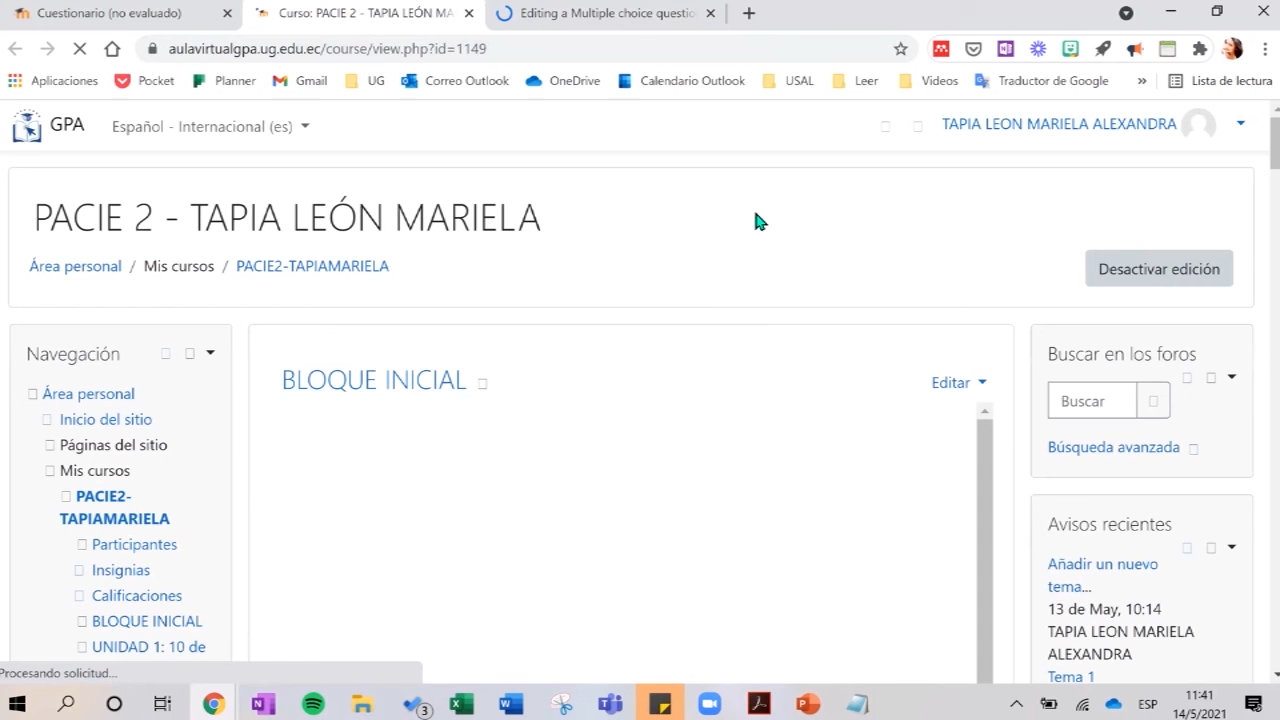 Cuestionario (no evaluado)
Curso: PACIE 2 - TAPIA LEÓN MA
Editing a Multiple choice questio
aulavirtualgpa.ug.edu.ec/course/view.php?id=1149
Aplicaciones
Pocket
Planner
Gmail
UG
Correo Outlook
OneDrive
Calendario Outlook
USAL
Leer
Videos
Traductor de Google
»
Lista de lectura
GPA
Español - Internacional (es)
TAPIA LEON MARIELA ALEXANDRA
PACIE 2 - TAPIA LEÓN MARIELA
Área personal / Mis cursos / PACIE2-TAPIAMARIELA
Desactivar edición
Navegación
Área personal
Inicio del sitio
Páginas del sitio
Mis cursos
PACIE2-
TAPIAMARIELA
Participantes
Insignias
Calificaciones
BLOQUE INICIAL
UNIDAD 1: 10 de
BLOQUE INICIAL
Editar
Buscar en los foros
Buscar
Búsqueda avanzada
Avisos recientes
Añadir un nuevo
tema...
13 de May, 10:14
TAPIA LEON MARIELA
ALEXANDRA
Tema 1
Procesando solicitud...
3
ESP
11:41
14/5/2021